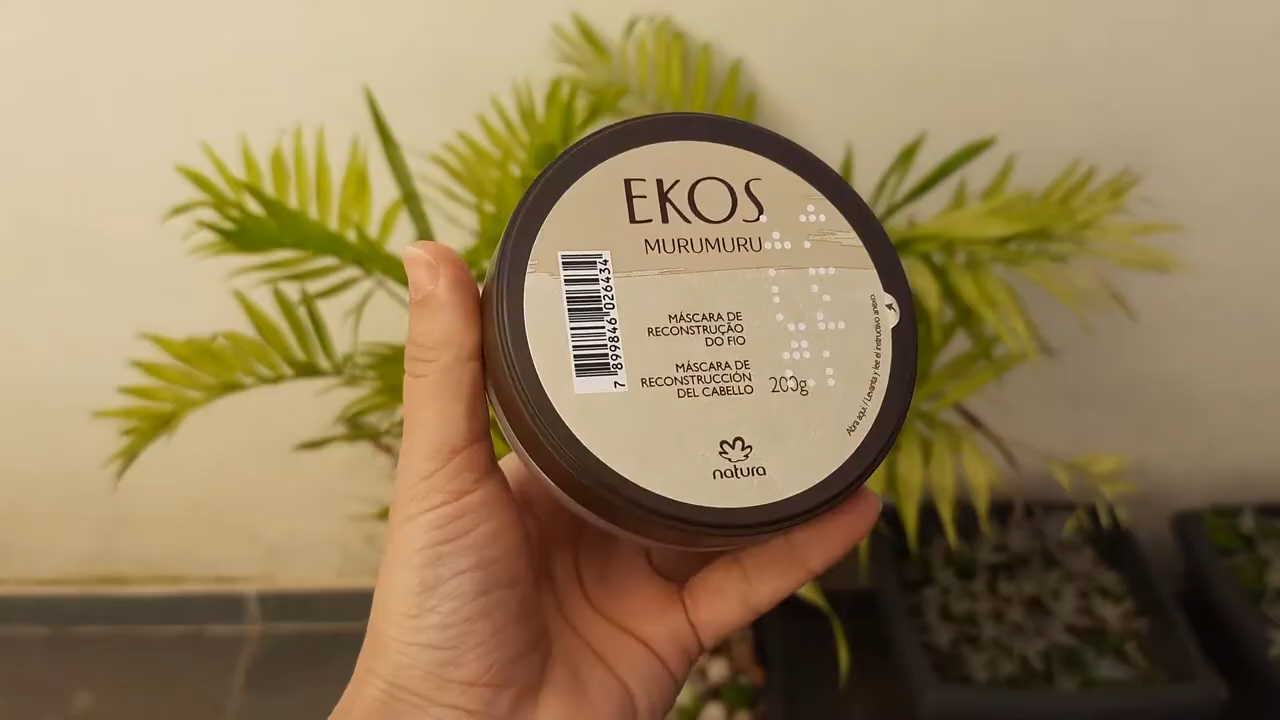 EKOS
MURUMURU
7 899846 026434
MÁSCARA DE
RECONSTRUÇÃO
DO FIO
MÁSCARA DE
RECONSTRUCCIÓN
DEL CABELLO
200g
natura
Abra aqui / Levanta y lee el instructivo anexo.